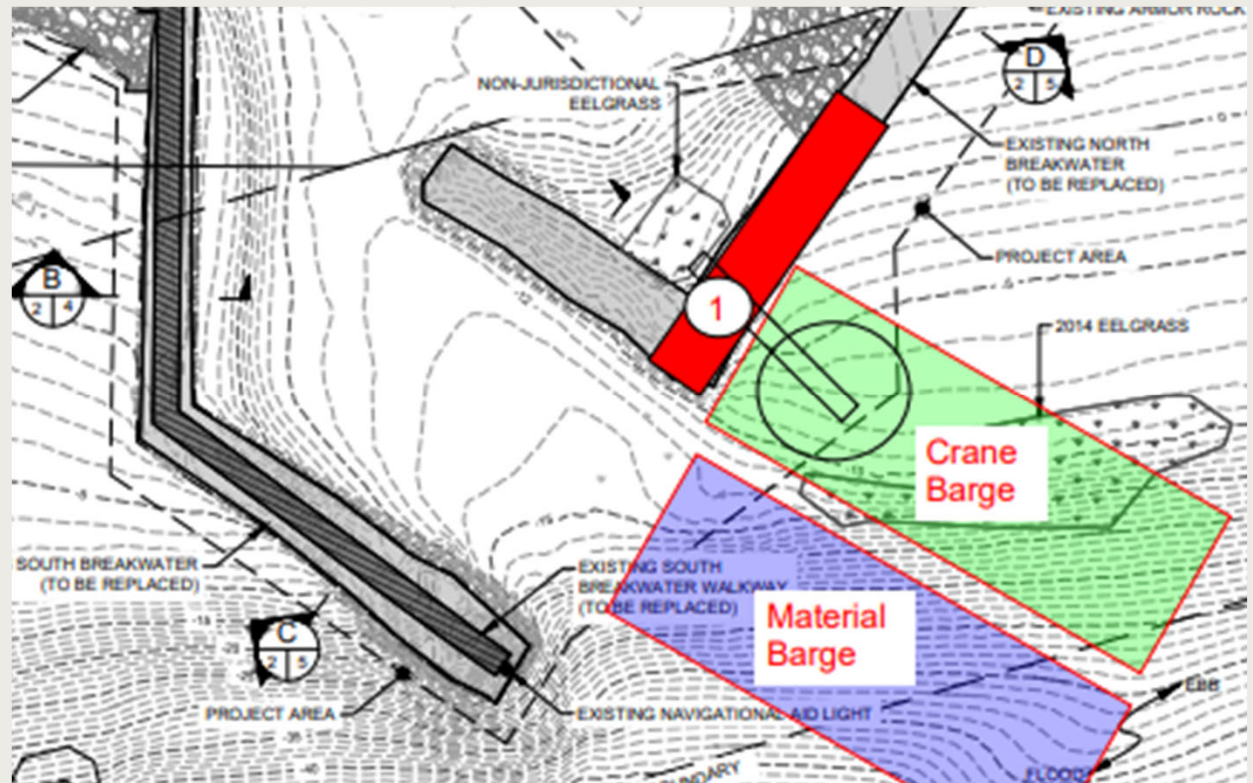 EXISTING ARMOR ROCK
D
2 5
NON-JURISDICTIONAL
EELGRASS
EXISTING NORTH
BREAKWATER
(TO BE REPLACED)
PROJECT AREA
B
2 4
-12
1
2014 EELGRASS
Crane
Barge
SOUTH BREAKWATER
(TO BE REPLACED)
EXISTING SOUTH
BREAKWATER WALKWAY
(TO BE REPLACED)
Material
Barge
C
2 5
PROJECT AREA
EXISTING NAVIGATIONAL AID LIGHT
EBB
FLOOD